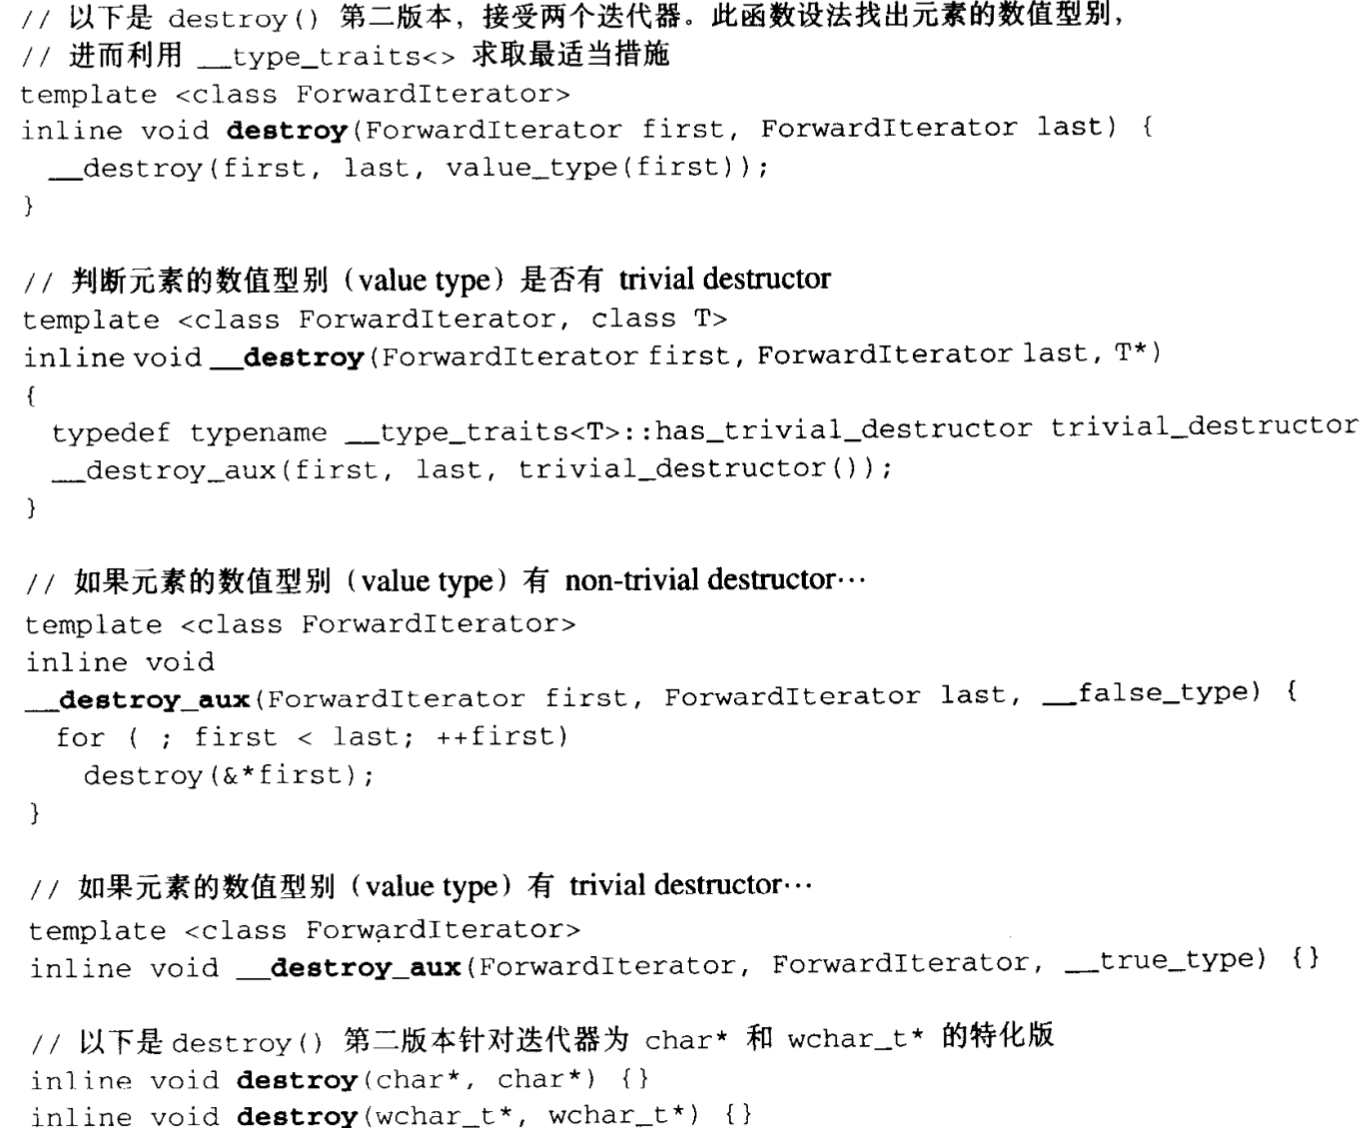 // 以下是 destroy() 第二版本，接受两个迭代器。此函数设法找出元素的数值型别，
// 进而利用 __type_traits<> 求取最适当措施
template <class ForwardIterator>
inline void destroy(ForwardIterator first, ForwardIterator last) {
  __destroy(first, last, value_type(first));
}

// 判断元素的数值型别（value type）是否有 trivial destructor
template <class ForwardIterator, class T>
inline void __destroy(ForwardIterator first, ForwardIterator last, T*)
{
  typedef typename __type_traits<T>::has_trivial_destructor trivial_destructor
  __destroy_aux(first, last, trivial_destructor());
}

// 如果元素的数值型别（value type）有 non-trivial destructor…
template <class ForwardIterator>
inline void
__destroy_aux(ForwardIterator first, ForwardIterator last, __false_type) {
  for ( ; first < last; ++first)
    destroy(&*first);
}

// 如果元素的数值型别（value type）有 trivial destructor…
template <class ForwardIterator>
inline void __destroy_aux(ForwardIterator, ForwardIterator, __true_type) {}

// 以下是 destroy() 第二版本针对迭代器为 char* 和 wchar_t* 的特化版
inline void destroy(char*, char*) {}
inline void destroy(wchar_t*, wchar_t*) {}